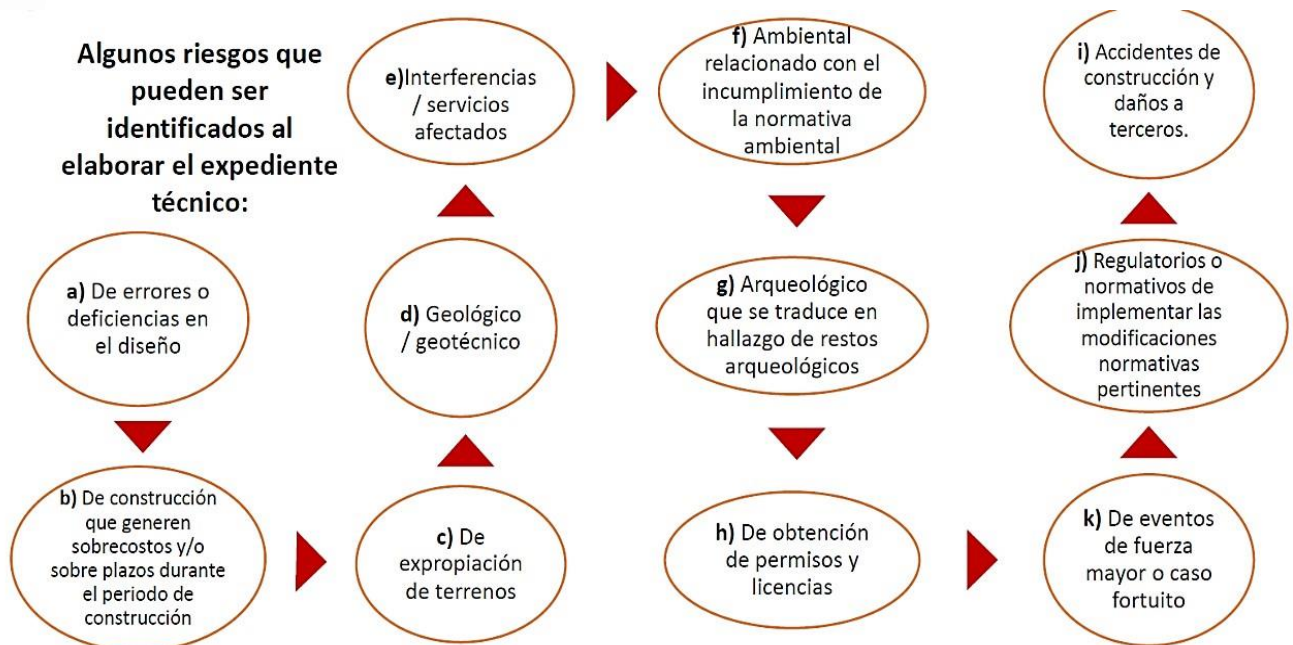 Algunos riesgos que
pueden ser
identificados al
elaborar el expediente
técnico:
a) De errores o
deficiencias en
el diseño
b) De construcción
que generen
sobrecostos y/o
sobre plazos durante
el periodo de
construcción
c) De
expropiación
de terrenos
d) Geológico
/ geotécnico
e)Interferencias
/ servicios
afectados
f) Ambiental
relacionado con el
incumplimiento de
la normativa
ambiental
g) Arqueológico
que se traduce en
hallazgo de restos
arqueológicos
h) De obtención
de permisos y
licencias
k) De eventos
de fuerza
mayor o caso
fortuito
j) Regulatorios o
normativos de
implementar las
modificaciones
normativas
pertinentes
i) Accidentes de
construcción y
daños a
terceros.